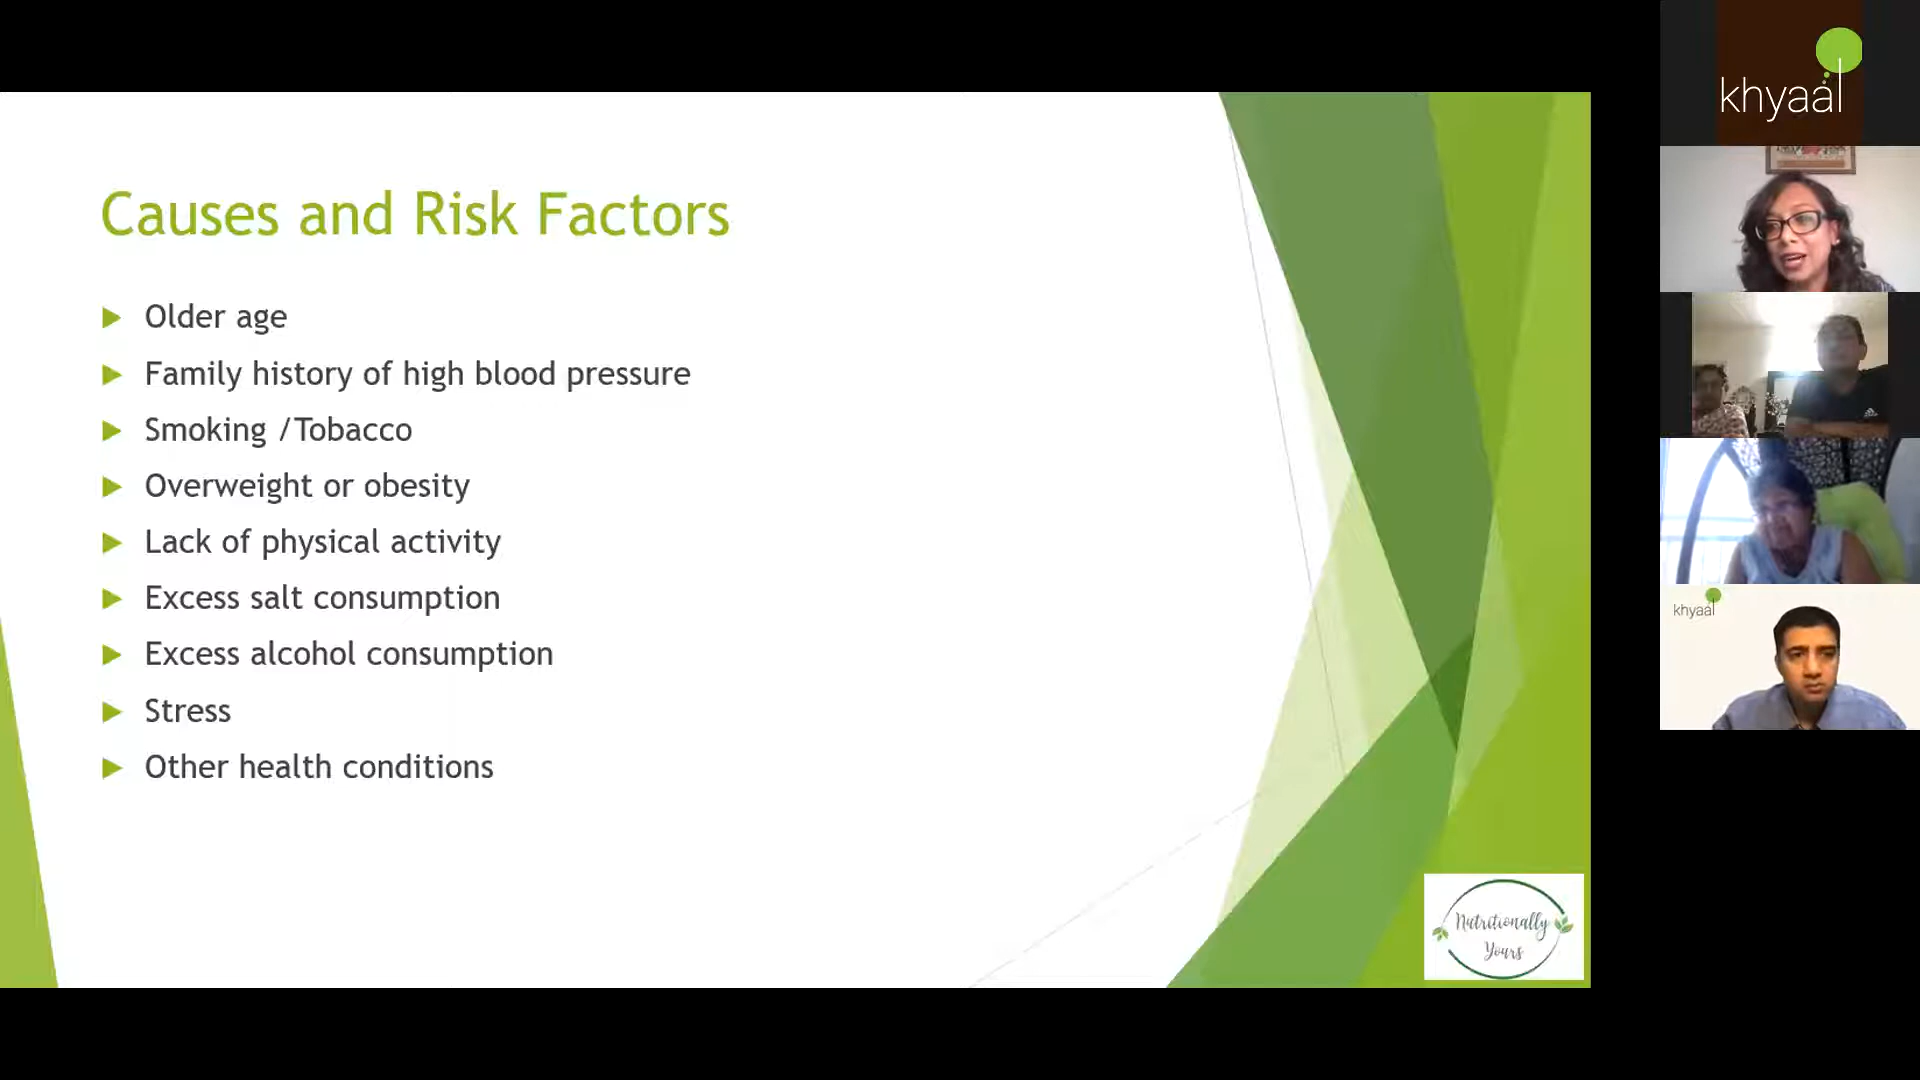 Causes and Risk Factors
Older age
Family history of high blood pressure
Smoking /Tobacco
Overweight or obesity
Lack of physical activity
Excess salt consumption
Excess alcohol consumption
Stress
Other health conditions
Nutritionally
Yours
khyaal
khyaal